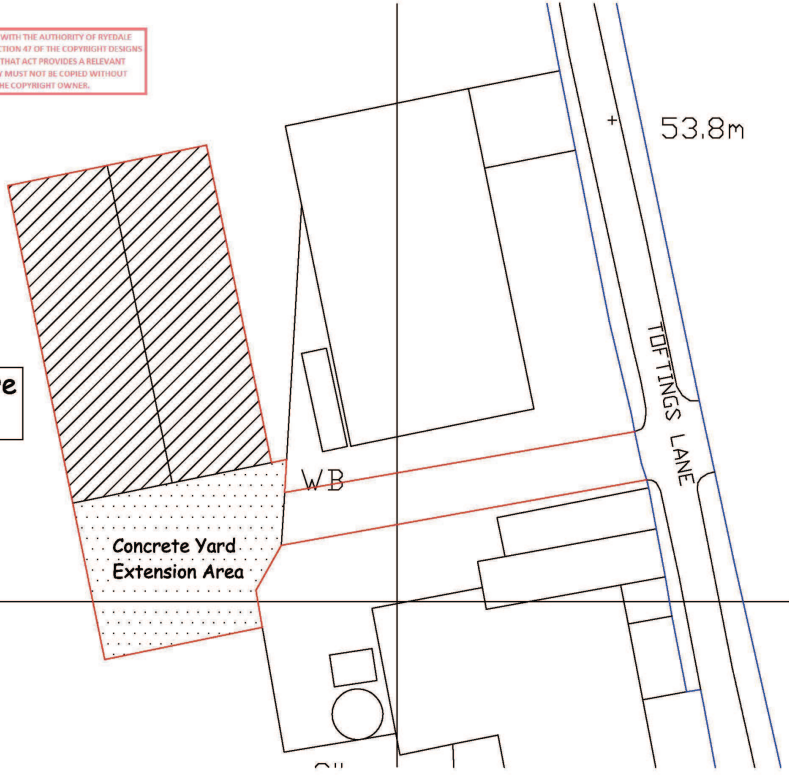 WITH THE AUTHORITY OF RYEDALE
CTION 47 OF THE COPYRIGHT DESIGNS
THAT ACT PROVIDES A RELEVANT
Y MUST NOT BE COPIED WITHOUT
HE COPYRIGHT OWNER.
53.8m
TOFTINGS LANE
e
WB
Concrete Yard
Extension Area